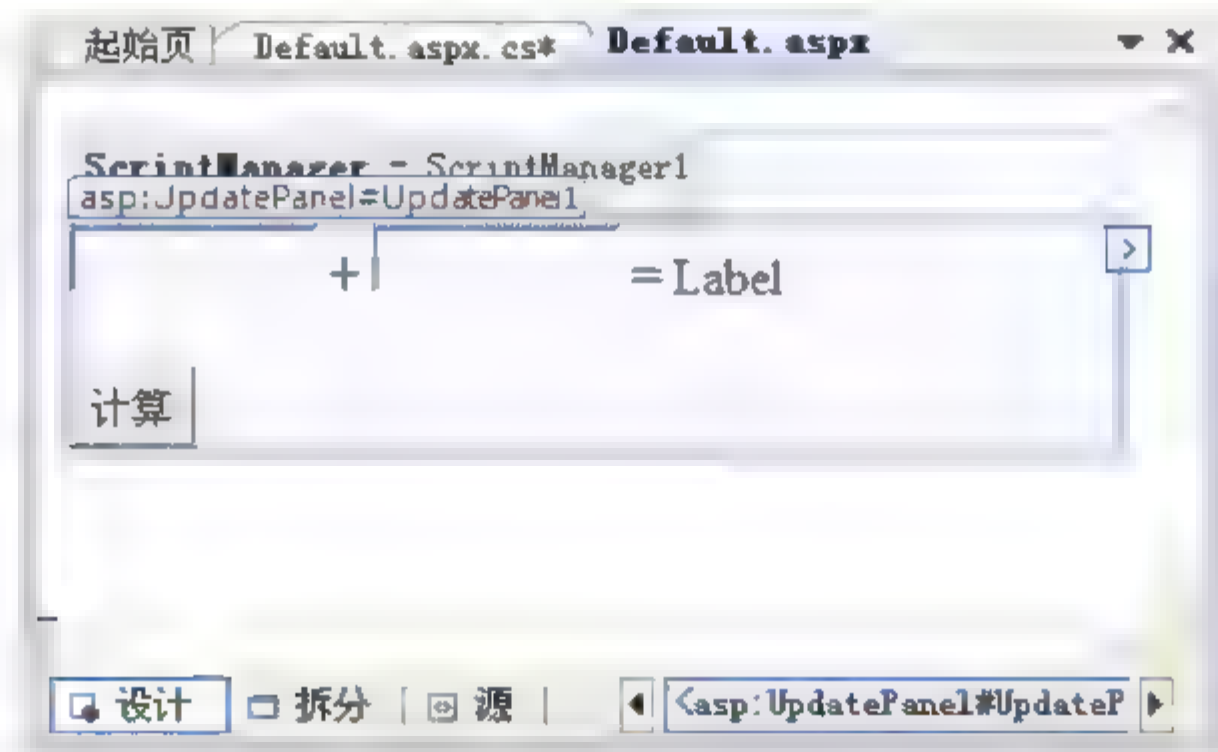 起始页 Default.aspx.cs* Default.aspx
ScriptManager - ScriptManager1
asp:UpdatePanel=UpdatePanel1
+ =Label
计算
设计 拆分 源 <asp:UpdatePanel#UpdateP